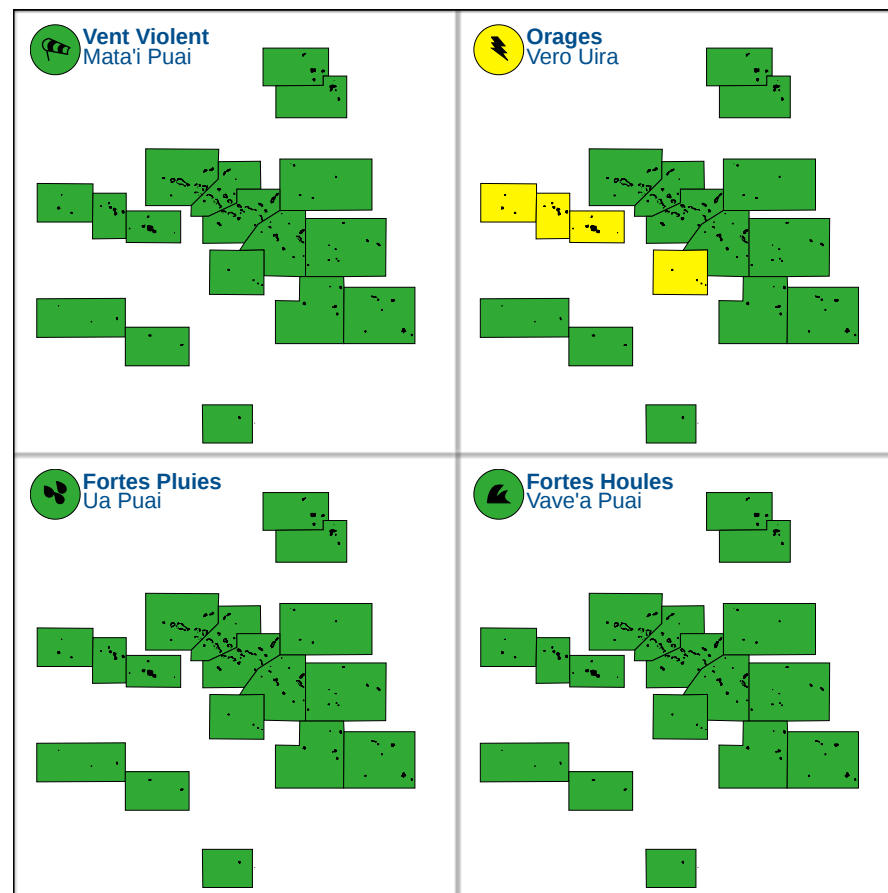 Vent Violent
Mata'i Puai
Orages
Vero Uira
Fortes Pluies
Ua Puai
Fortes Houles
Vave'a Puai